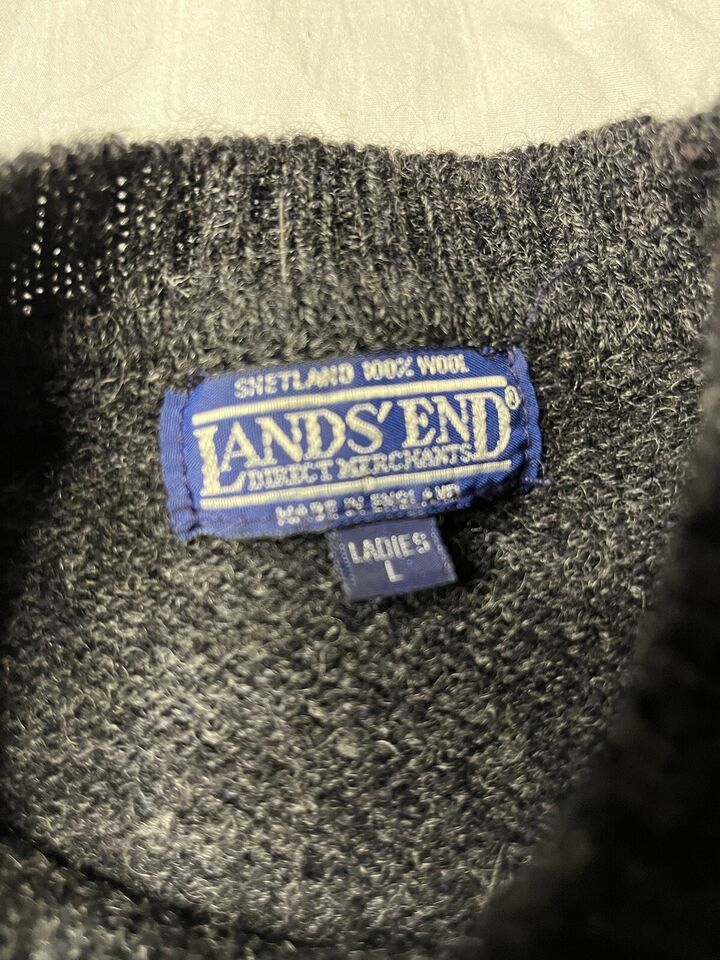 SHETLAND 100% WOOL
LANDS' END®
DIRECT MERCHANTS
MADE IN ENGLAND
LADIES
L